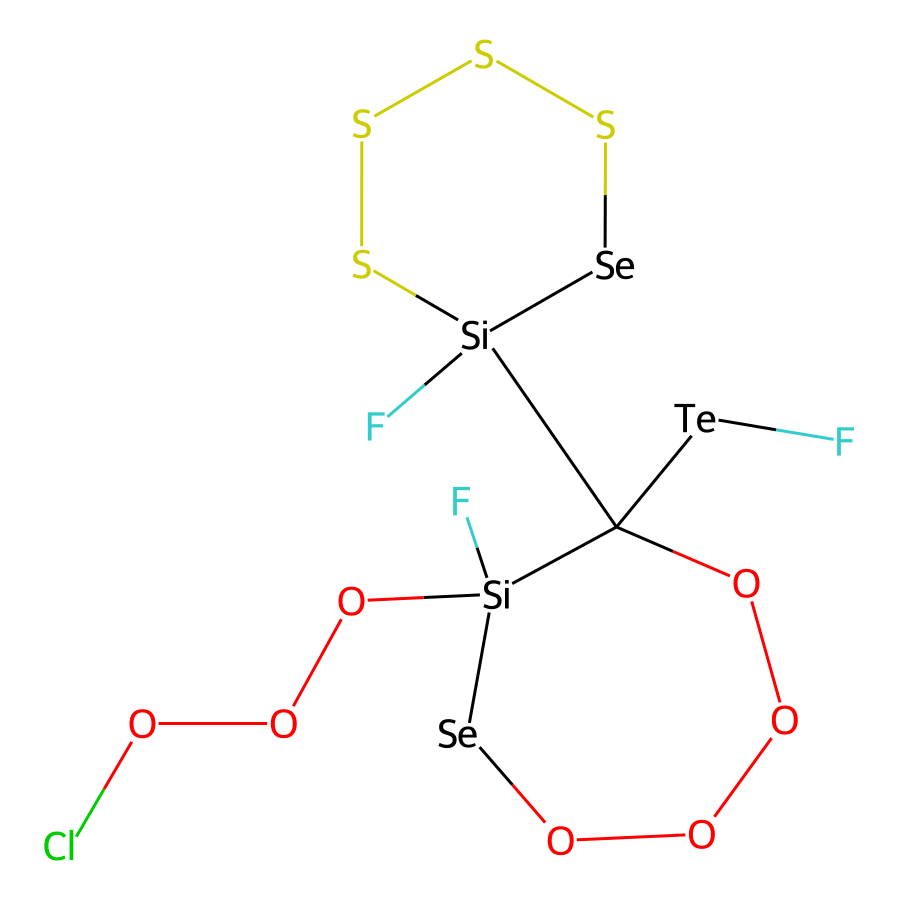 S
S S
S Se
Si
F Te F
F
O Si O
O O Se O
Cl O O